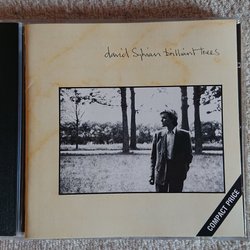 david Sylvian brilliant trees
COMPACT PRICE